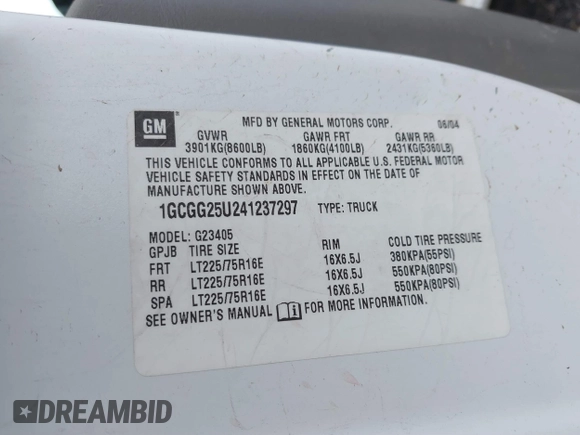 GM
MFD BY GENERAL MOTORS CORP. 06/04
GVWR GAWR FRT GAWR RR
3901KG(8600LB) 1860KG(4100LB) 2431KG(5360LB)
THIS VEHICLE CONFORMS TO ALL APPLICABLE U.S. FEDERAL MOTOR
VEHICLE SAFETY STANDARDS IN EFFECT ON THE DATE OF
MANUFACTURE SHOWN ABOVE.
1GCGG25U241237297 TYPE: TRUCK
MODEL: G23405
GPJB TIRE SIZE RIM COLD TIRE PRESSURE
FRT LT225/75R16E 16X6.5J 380KPA(55PSI)
RR LT225/75R16E 16X6.5J 550KPA(80PSI)
SPA LT225/75R16E 16X6.5J 550KPA(80PSI)
SEE OWNER'S MANUAL FOR MORE INFORMATION.
DREAMBID